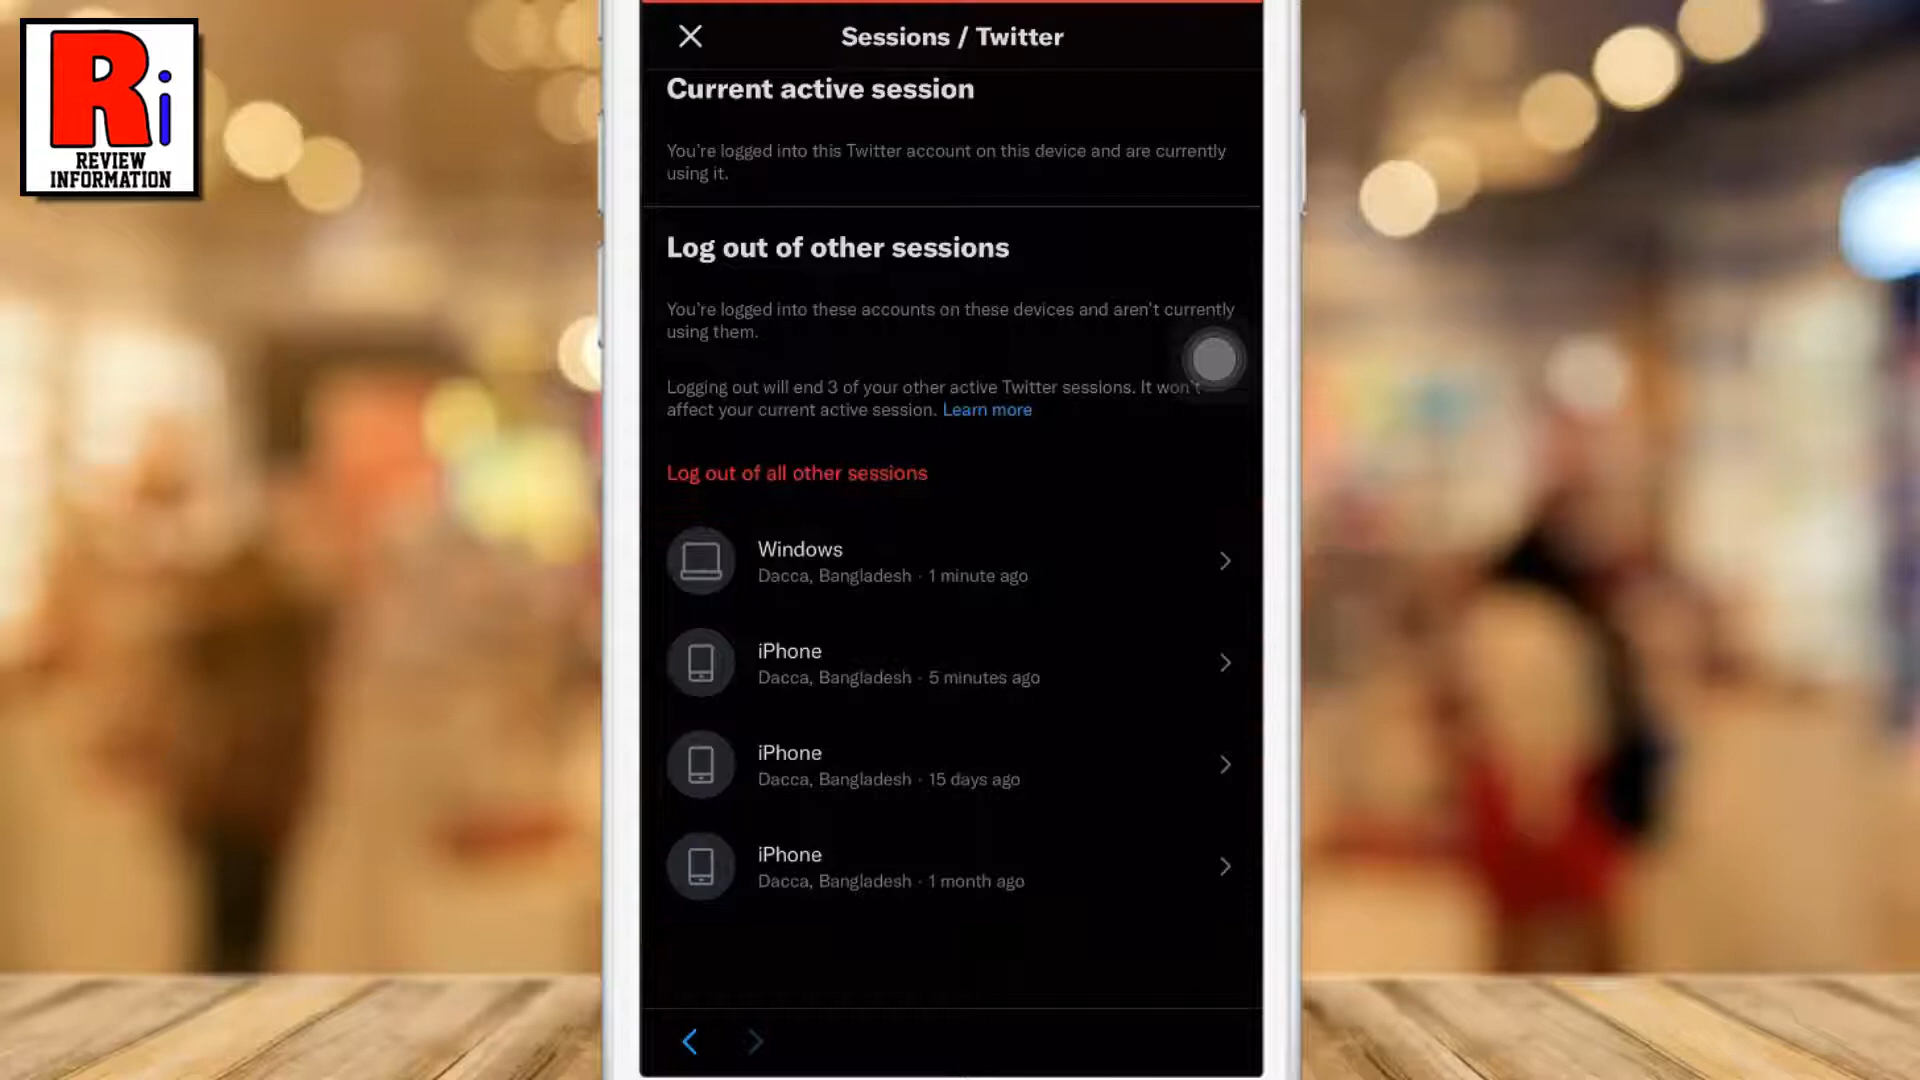 Ri
REVIEW
INFORMATION
Sessions / Twitter
Current active session
You're logged into this Twitter account on this device and are currently
using it.
Log out of other sessions
You're logged into these accounts on these devices and aren't currently
using them.
Logging out will end 3 of your other active Twitter sessions. It won't
affect your current active session. Learn more
Log out of all other sessions
Windows
Dacca, Bangladesh · 1 minute ago
iPhone
Dacca, Bangladesh · 5 minutes ago
iPhone
Dacca, Bangladesh · 15 days ago
iPhone
Dacca, Bangladesh · 1 month ago